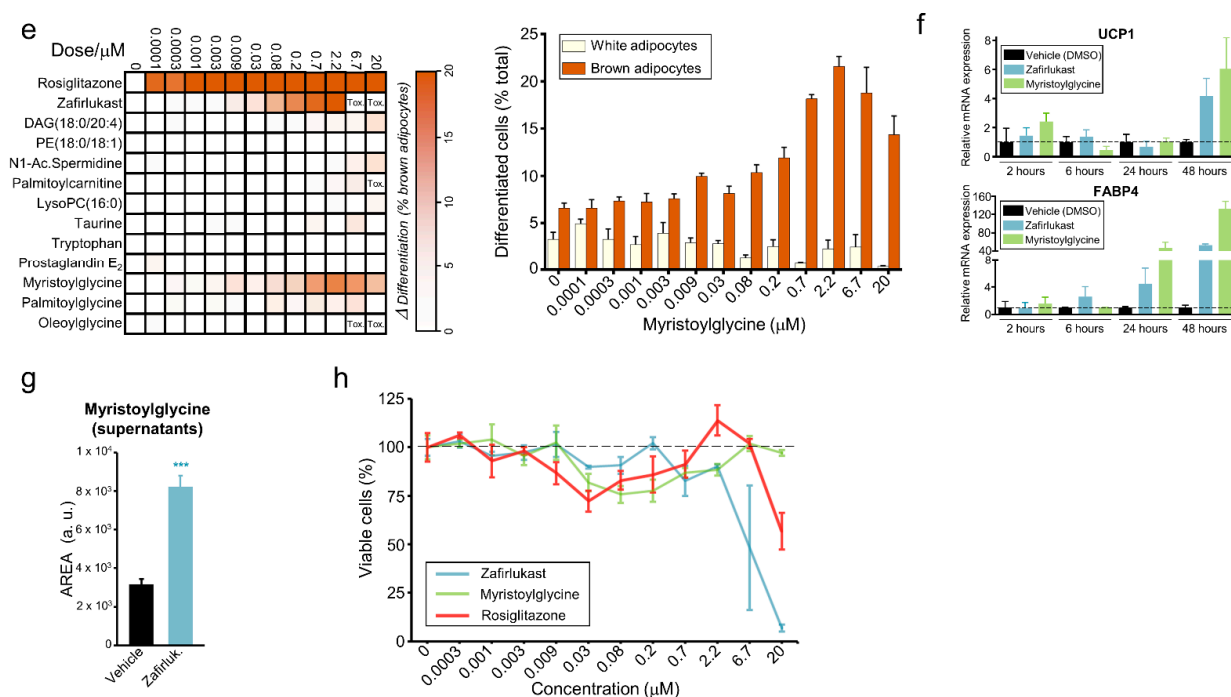 e
Dose/μM
0
0.0001
0.0003
0.001
0.003
0.009
0.03
0.08
0.2
0.7
2.2
6.7
20
Rosiglitazone
Zafirlukast
Tox. Tox.
DAG(18:0/20:4)
PE(18:0/18:1)
N1-Ac.Spermidine
Palmitoylcarnitine
Tox.
LysoPC(16:0)
Taurine
Tryptophan
Prostaglandin E2
Myristoylglycine
Palmitoylglycine
Oleoylglycine
Tox. Tox.
20
15
10
5
0
Δ Differentiation (% brown adipocytes)
White adipocytes
Brown adipocytes
Differentiated cells (% total)
25
20
15
10
5
0
0 0.0001 0.0003 0.001 0.003 0.009 0.03 0.08 0.2 0.7 2.2 6.7 20
Myristoylglycine (μM)
f
UCP1
Relative mRNA expression
8
6
4
2
0
Vehicle (DMSO)
Zafirlukast
Myristoylglycine
2 hours 6 hours 24 hours 48 hours
FABP4
Relative mRNA expression
160
120
80
40
4
2
0
Vehicle (DMSO)
Zafirlukast
Myristoylglycine
2 hours 6 hours 24 hours 48 hours
g
Myristoylglycine
(supernatants)
AREA (a. u.)
1 x 10⁴
8 x 10³
6 x 10³
4 x 10³
2 x 10³
0
***
Vehicle Zafirluk.
h
Viable cells (%)
125
100
75
50
25
0
Zafirlukast
Myristoylglycine
Rosiglitazone
0 0.0003 0.001 0.003 0.009 0.03 0.08 0.2 0.7 2.2 6.7 20
Concentration (μM)